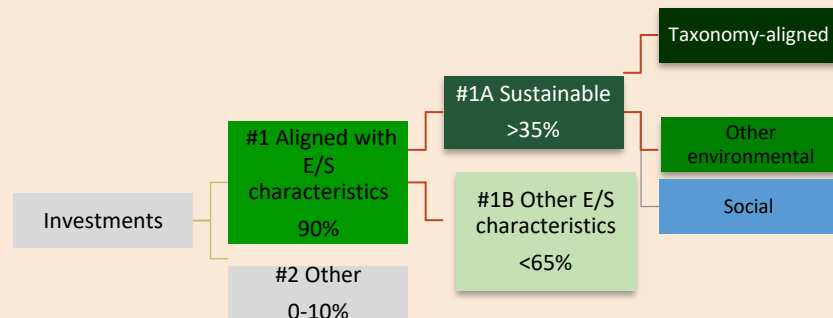 Investments
#1 Aligned with
E/S
characteristics
90%
#2 Other
0-10%
#1A Sustainable
>35%
#1B Other E/S
characteristics
<65%
Taxonomy-aligned
Other
environmental
Social